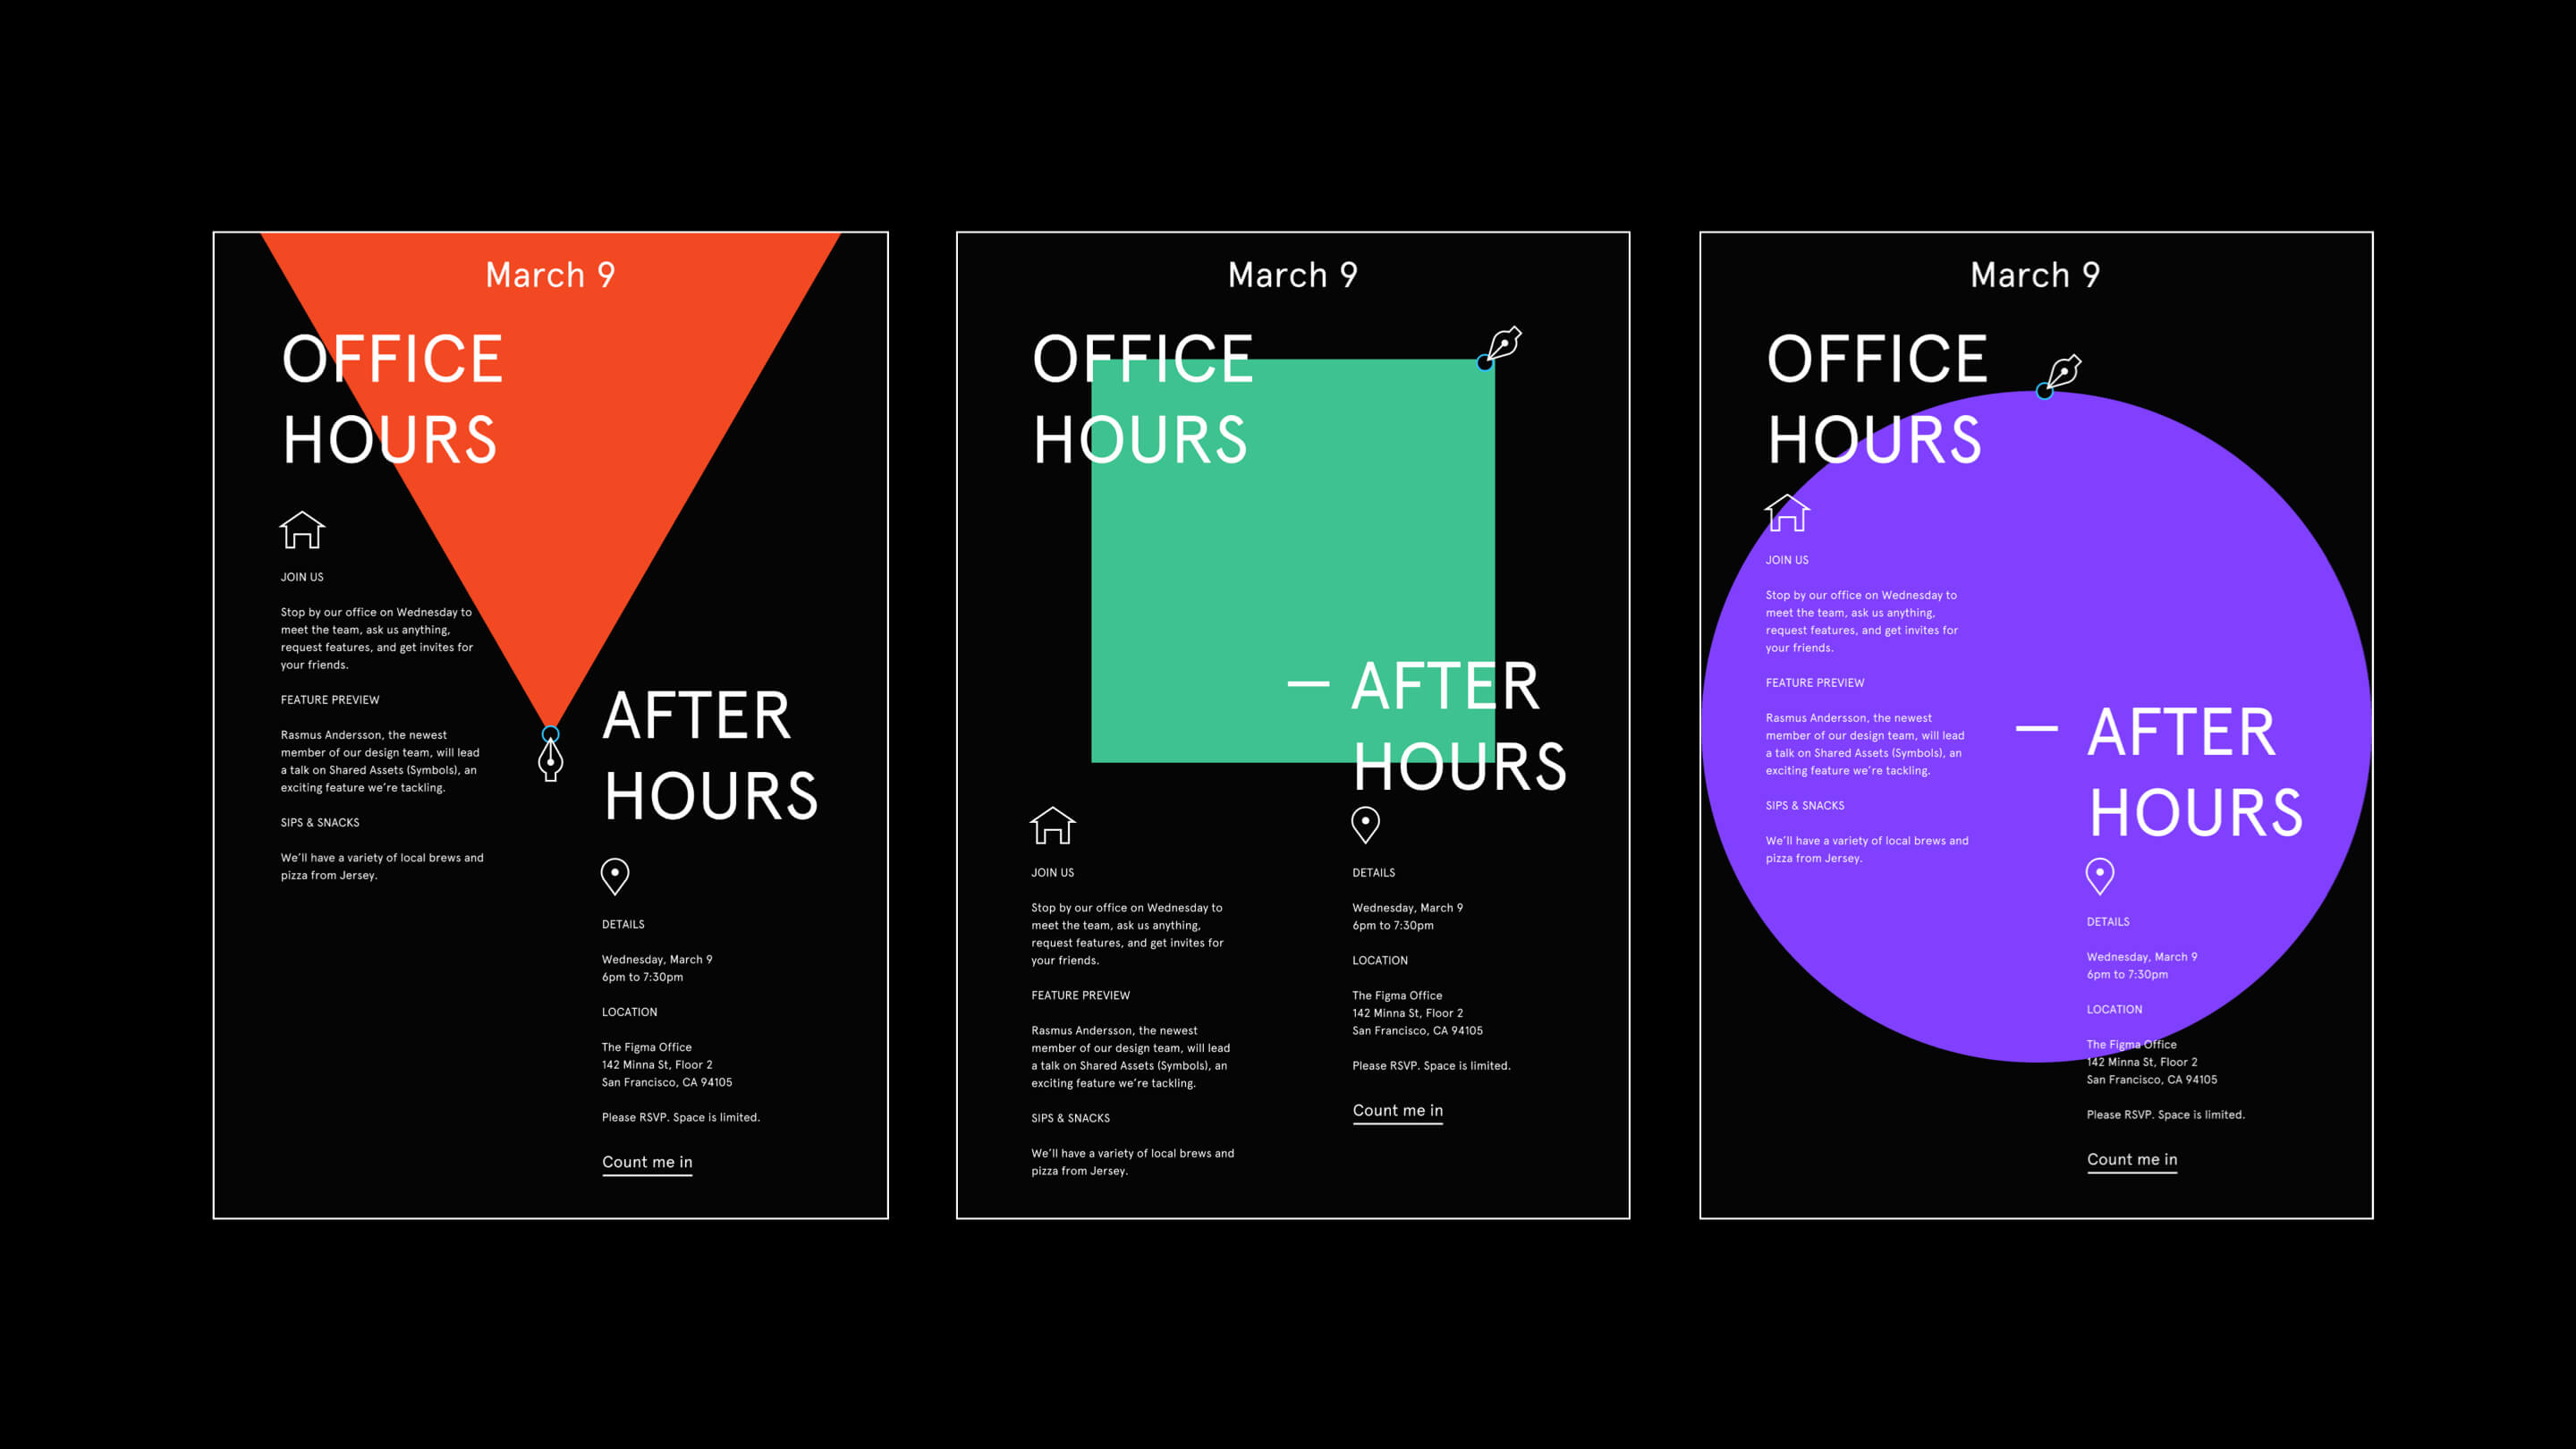 March 9
OFFICE
HOURS
JOIN US
Stop by our office on Wednesday to
meet the team, ask us anything,
request features, and get invites for
your friends.
FEATURE PREVIEW
Rasmus Andersson, the newest
member of our design team, will lead
a talk on Shared Assets (Symbols), an
exciting feature we’re tackling.
SIPS & SNACKS
We’ll have a variety of local brews and
pizza from Jersey.
AFTER
HOURS
DETAILS
Wednesday, March 9
6pm to 7:30pm
LOCATION
The Figma Office
142 Minna St, Floor 2
San Francisco, CA 94105
Please RSVP. Space is limited.
Count me in
March 9
OFFICE
HOURS
— AFTER
HOURS
JOIN US
Stop by our office on Wednesday to
meet the team, ask us anything,
request features, and get invites for
your friends.
FEATURE PREVIEW
Rasmus Andersson, the newest
member of our design team, will lead
a talk on Shared Assets (Symbols), an
exciting feature we’re tackling.
SIPS & SNACKS
We’ll have a variety of local brews and
pizza from Jersey.
DETAILS
Wednesday, March 9
6pm to 7:30pm
LOCATION
The Figma Office
142 Minna St, Floor 2
San Francisco, CA 94105
Please RSVP. Space is limited.
Count me in
March 9
OFFICE
HOURS
JOIN US
Stop by our office on Wednesday to
meet the team, ask us anything,
request features, and get invites for
your friends.
FEATURE PREVIEW
Rasmus Andersson, the newest
member of our design team, will lead
a talk on Shared Assets (Symbols), an
exciting feature we’re tackling.
SIPS & SNACKS
We’ll have a variety of local brews and
pizza from Jersey.
— AFTER
HOURS
DETAILS
Wednesday, March 9
6pm to 7:30pm
LOCATION
The Figma Office
142 Minna St, Floor 2
San Francisco, CA 94105
Please RSVP. Space is limited.
Count me in